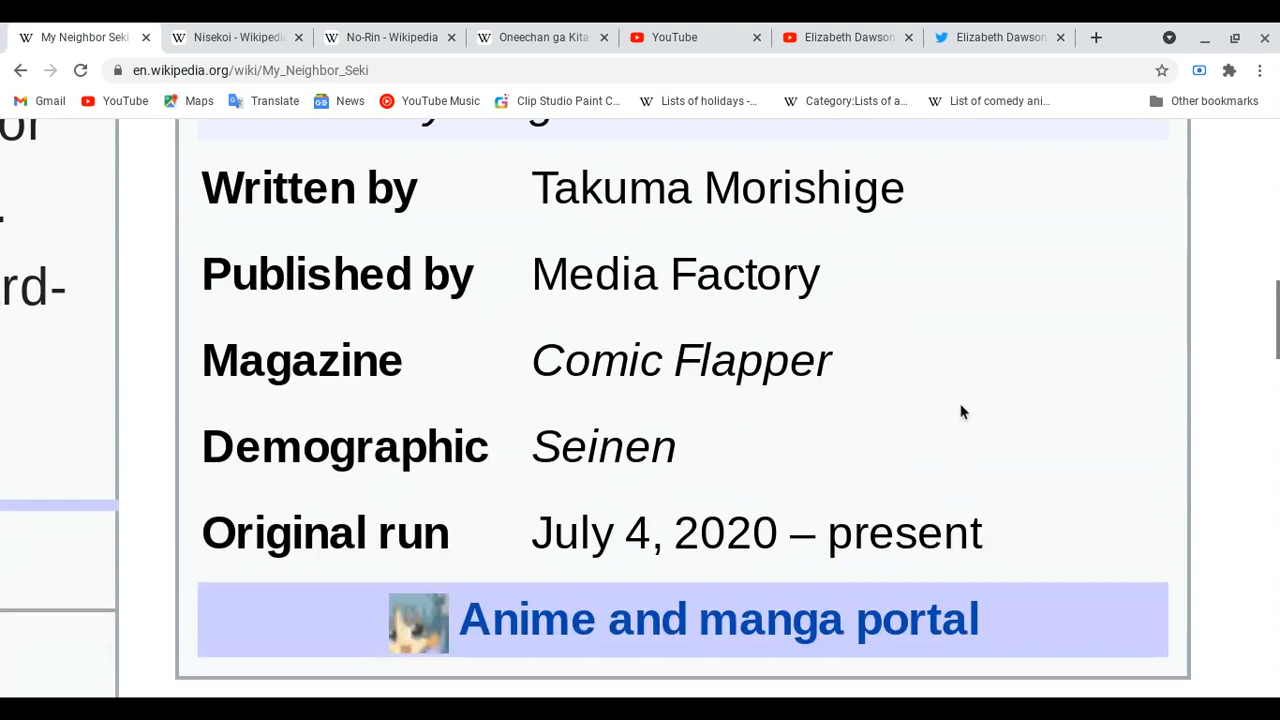 My Neighbor Seki
Nisekoi - Wikipedi
No-Rin - Wikipedia
Oneechan ga Kita
YouTube
Elizabeth Dawson
Elizabeth Dawson
en.wikipedia.org/wiki/My_Neighbor_Seki
Gmail
YouTube
Maps
Translate
News
YouTube Music
Clip Studio Paint C...
Lists of holidays -...
Category:Lists of a...
List of comedy ani...
Other bookmarks
or
rd-
Written by Takuma Morishige
Published by Media Factory
Magazine Comic Flapper
Demographic Seinen
Original run July 4, 2020 – present
Anime and manga portal